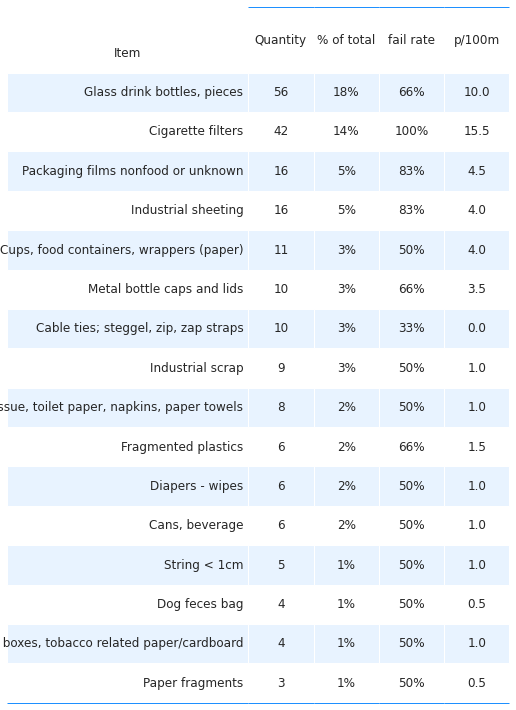 Item Quantity % of total fail rate p/100m
Glass drink bottles, pieces 56 18% 66% 10.0
Cigarette filters 42 14% 100% 15.5
Packaging films nonfood or unknown 16 5% 83% 4.5
Industrial sheeting 16 5% 83% 4.0
Cups, food containers, wrappers (paper) 11 3% 50% 4.0
Metal bottle caps and lids 10 3% 66% 3.5
Cable ties; steggel, zip, zap straps 10 3% 33% 0.0
Industrial scrap 9 3% 50% 1.0
ssue, toilet paper, napkins, paper towels 8 2% 50% 1.0
Fragmented plastics 6 2% 66% 1.5
Diapers - wipes 6 2% 50% 1.0
Cans, beverage 6 2% 50% 1.0
String < 1cm 5 1% 50% 1.0
Dog feces bag 4 1% 50% 0.5
boxes, tobacco related paper/cardboard 4 1% 50% 1.0
Paper fragments 3 1% 50% 0.5